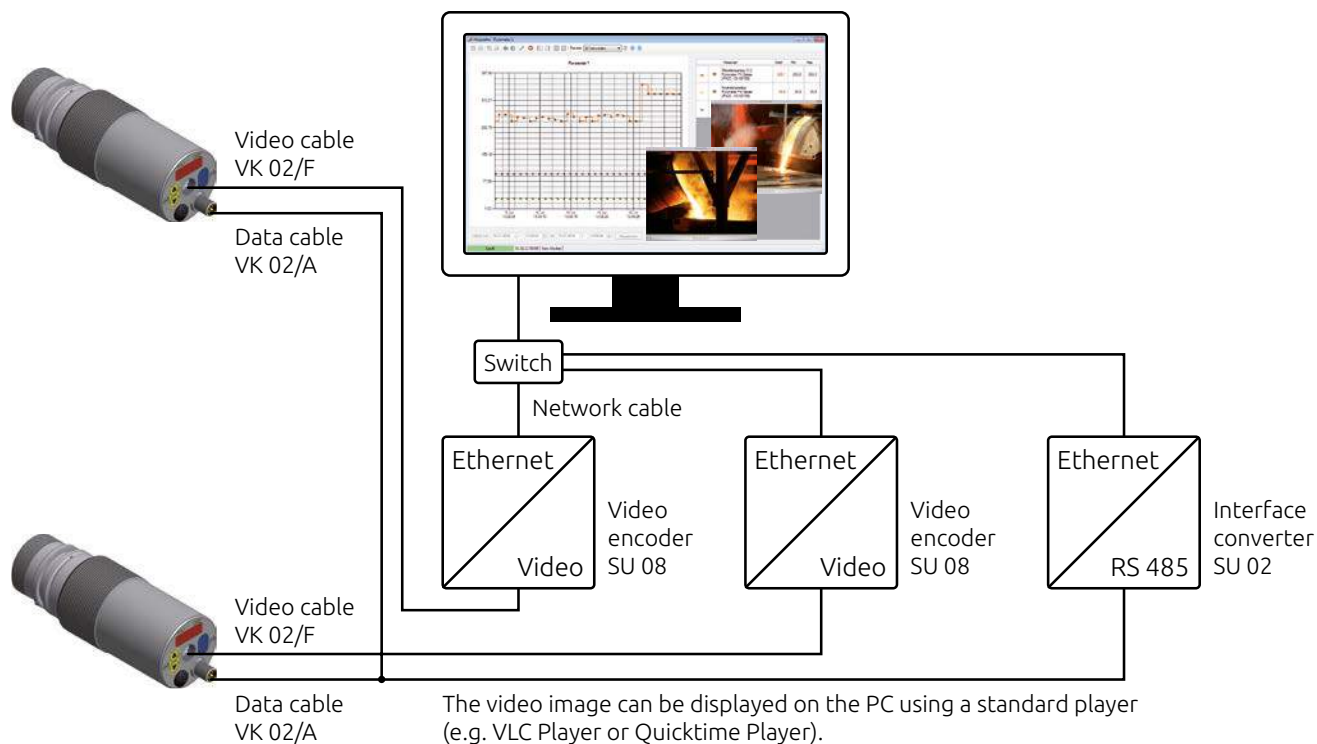 Video cable
VK 02/F
Data cable
VK 02/A
Switch
Network cable
Ethernet
Video
Video
encoder
SU 08
Ethernet
Video
Video
encoder
SU 08
Ethernet
RS 485
Interface
converter
SU 02
Video cable
VK 02/F
Data cable
VK 02/A
The video image can be displayed on the PC using a standard player
(e.g. VLC Player or Quicktime Player).